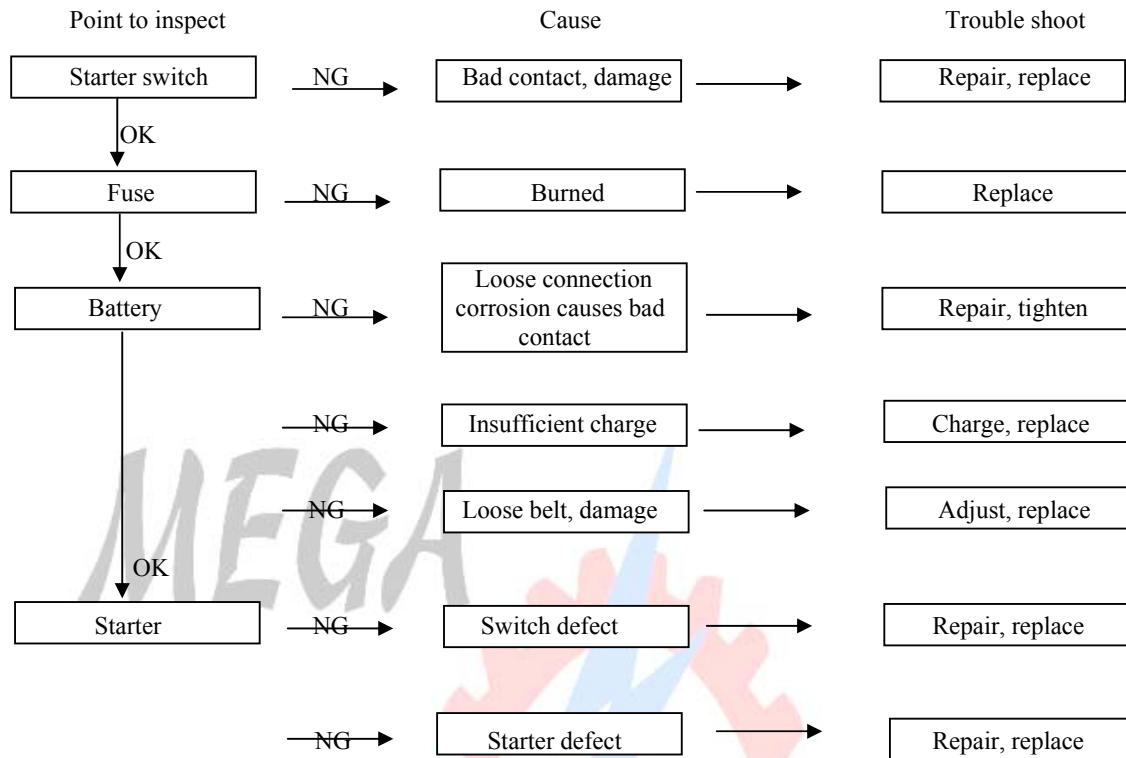 Point to inspect Cause Trouble shoot
Starter switch NG Bad contact, damage Repair, replace
OK
Fuse NG Burned Replace
OK
Battery NG Loose connection corrosion causes bad contact Repair, tighten
NG Insufficient charge Charge, replace
NG Loose belt, damage Adjust, replace
OK
Starter NG Switch defect Repair, replace
NG Starter defect Repair, replace
MEGA